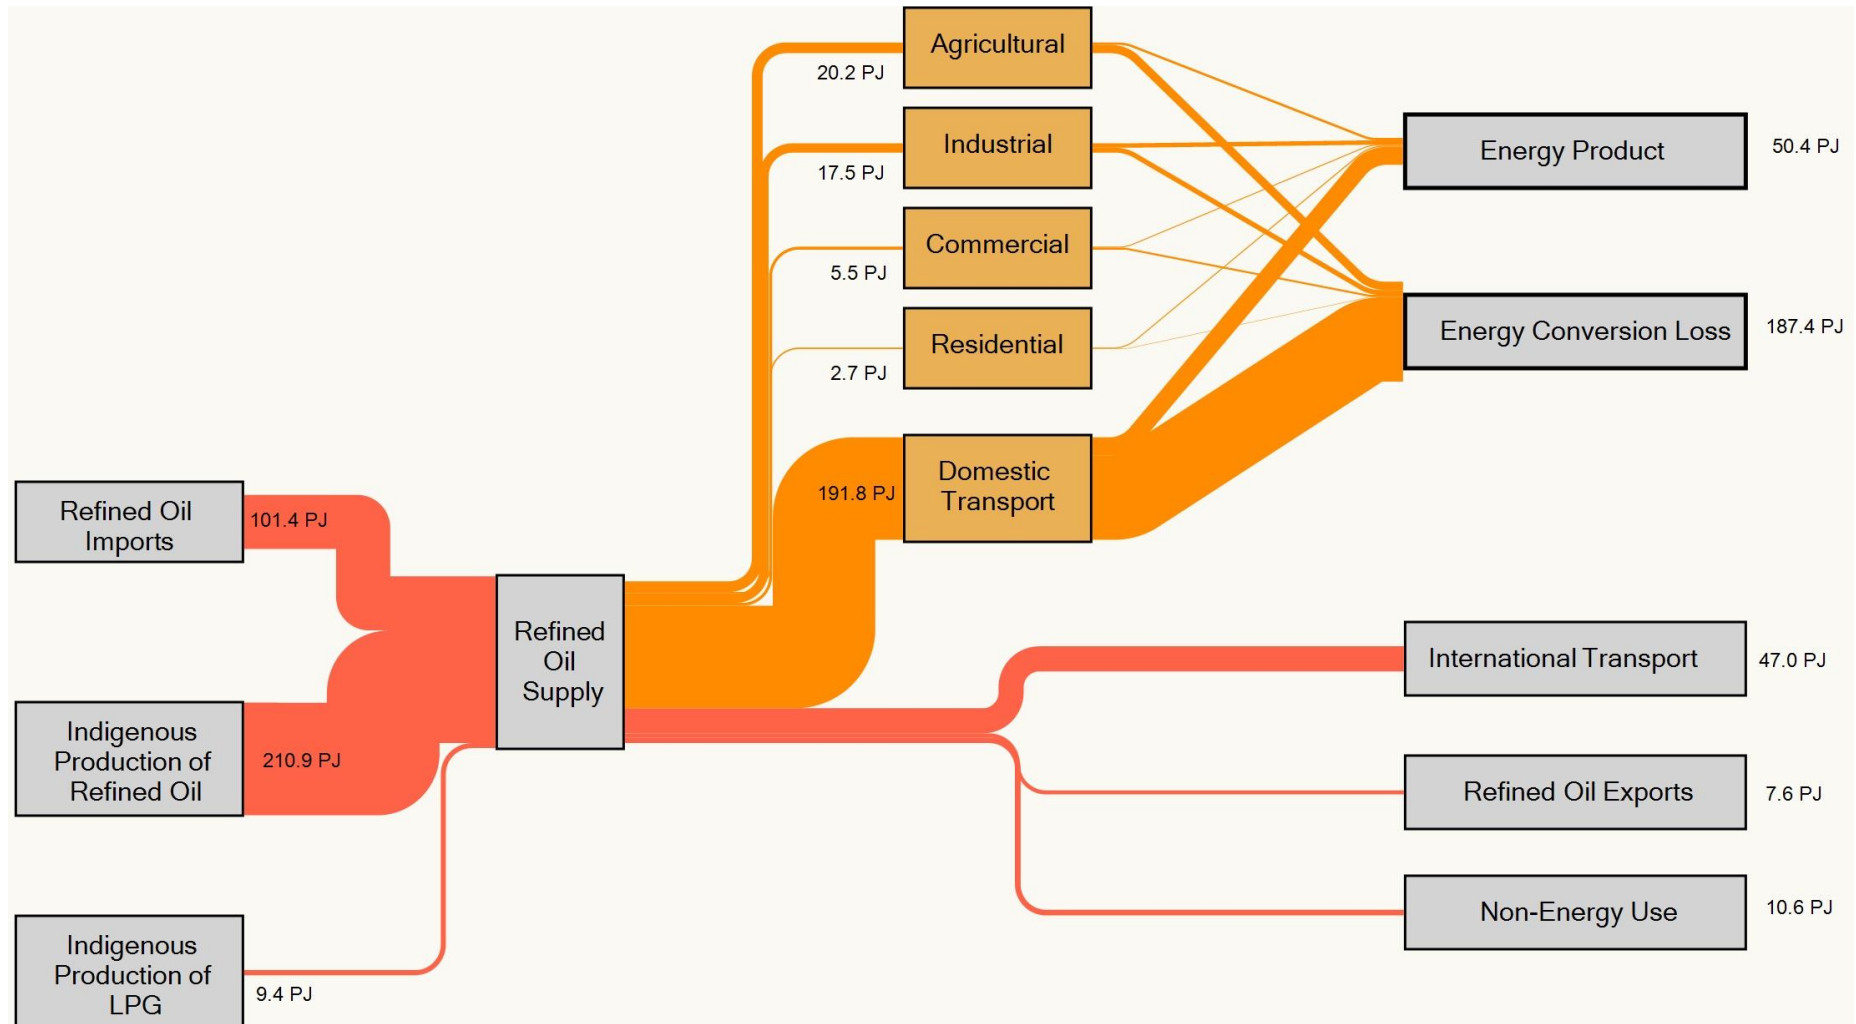 Agricultural
20.2 PJ
Industrial
17.5 PJ
Commercial
5.5 PJ
Residential
2.7 PJ
Domestic
Transport
191.8 PJ
Energy Product
50.4 PJ
Energy Conversion Loss
187.4 PJ
Refined Oil
Imports
101.4 PJ
Indigenous
Production of
Refined Oil
210.9 PJ
Indigenous
Production of
LPG
9.4 PJ
Refined
Oil
Supply
International Transport
47.0 PJ
Refined Oil Exports
7.6 PJ
Non-Energy Use
10.6 PJ